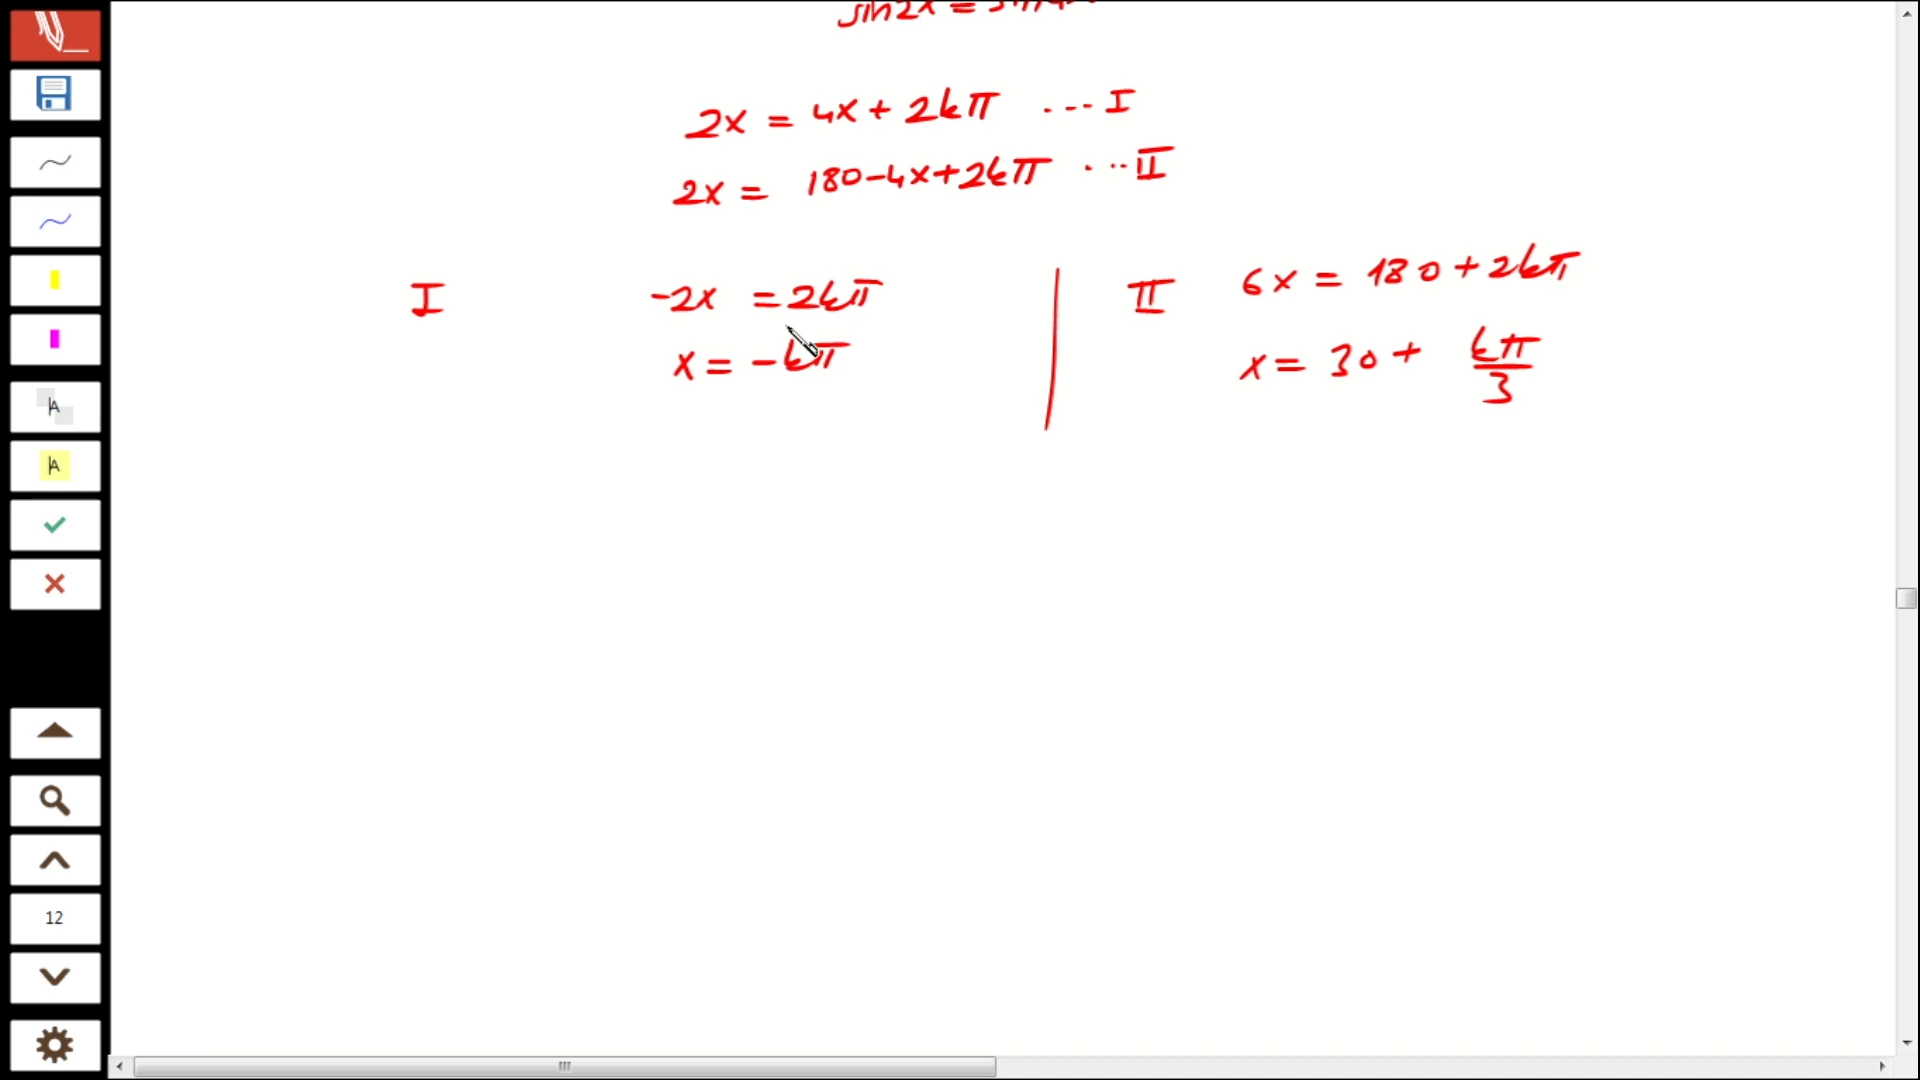 sin2x =
2x = 4x + 2kπ ... I
2x = 180-4x+2kπ ... II
I
-2x = 2kπ
x = -kπ
II
6x = 180 + 2kπ
x = 30 + kπ/3
A
A
12